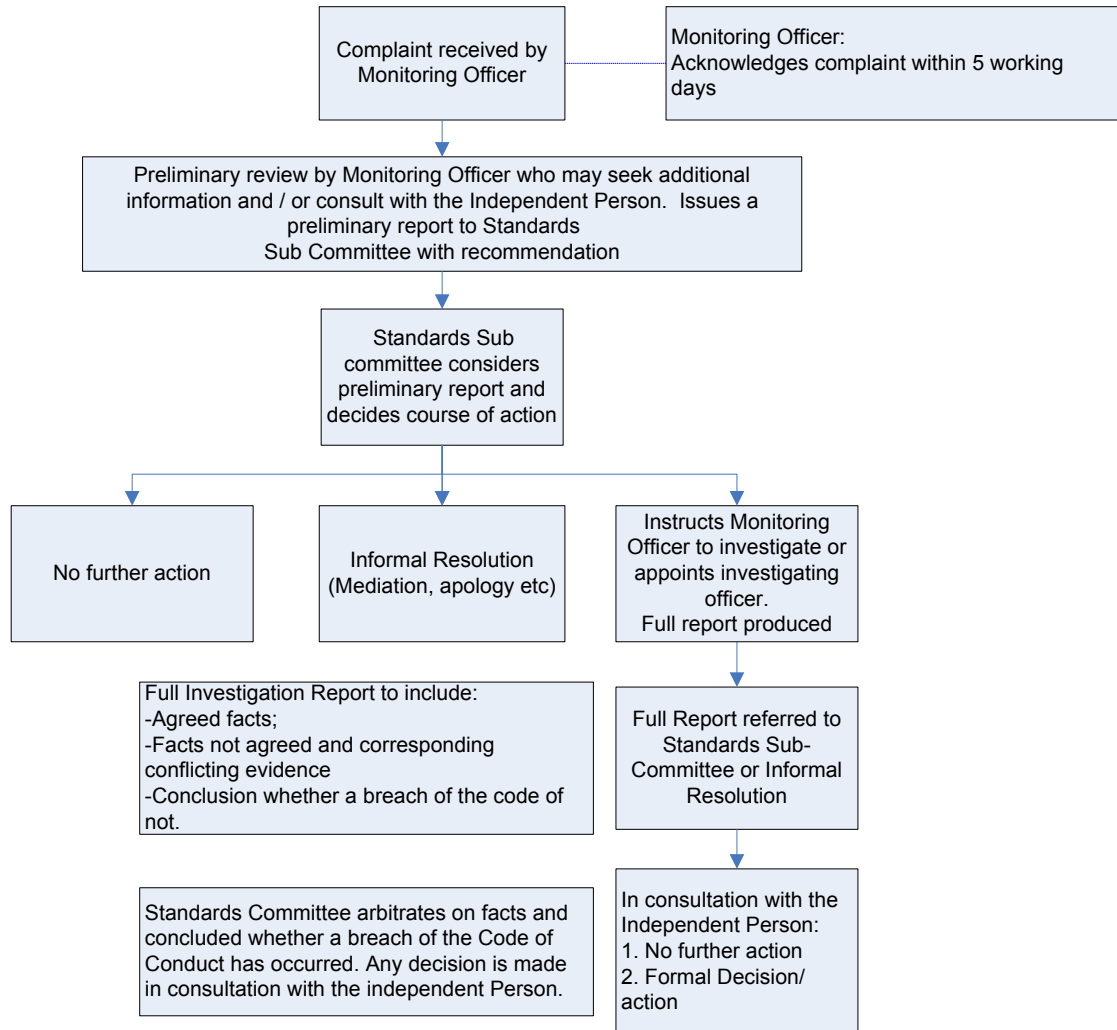 Complaint received by
Monitoring Officer
Monitoring Officer:
Acknowledges complaint within 5 working
days
Preliminary review by Monitoring Officer who may seek additional
information and / or consult with the Independent Person.  Issues a
preliminary report to Standards
Sub Committee with recommendation
Standards Sub
committee considers
preliminary report and
decides course of action
No further action
Informal Resolution
(Mediation, apology etc)
Instructs Monitoring
Officer to investigate or
appoints investigating
officer.
Full report produced
Full Investigation Report to include:
-Agreed facts;
-Facts not agreed and corresponding
conflicting evidence
-Conclusion whether a breach of the code of
not.
Full Report referred to
Standards Sub-
Committee or Informal
Resolution
Standards Committee arbitrates on facts and
concluded whether a breach of the Code of
Conduct has occurred. Any decision is made
in consultation with the independent Person.
In consultation with the
Independent Person:
1. No further action
2. Formal Decision/
action